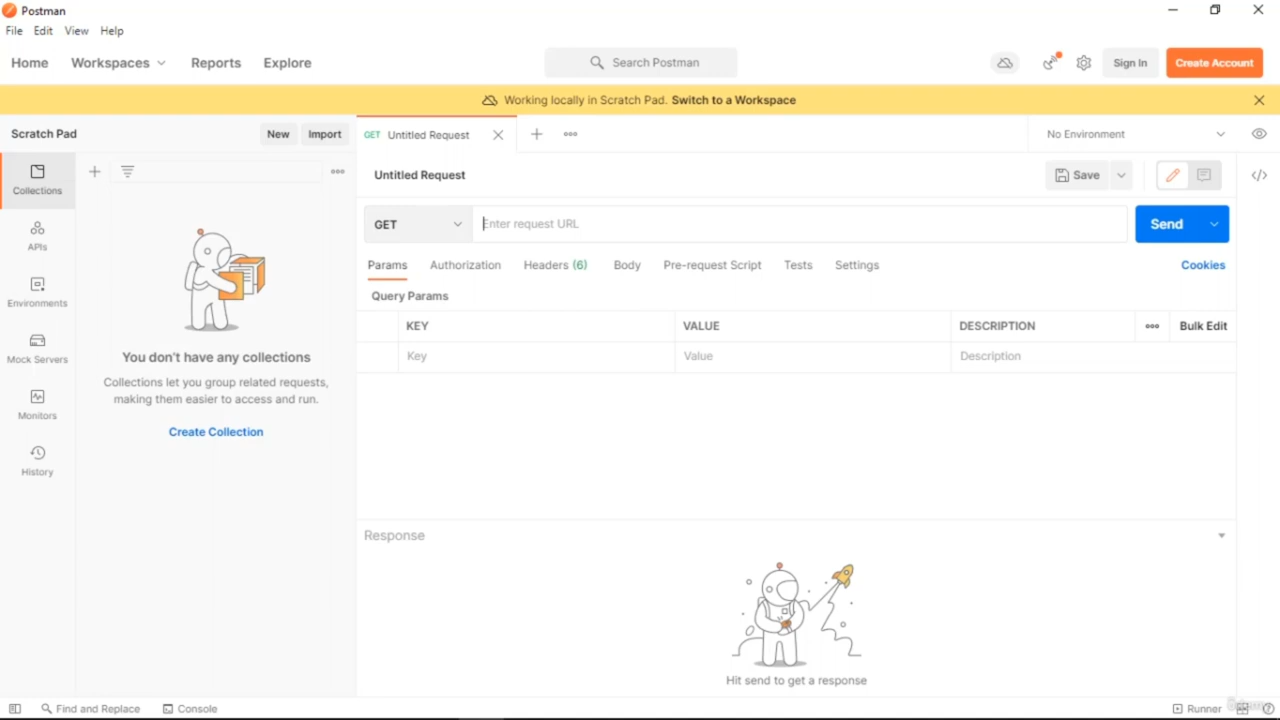 Postman
File Edit View Help
Home Workspaces Reports Explore Search Postman Sign In Create Account
Working locally in Scratch Pad. Switch to a Workspace
Scratch Pad New Import GET Untitled Request No Environment
Untitled Request Save
Collections
GET Enter request URL Send
APIs
Params Authorization Headers (6) Body Pre-request Script Tests Settings Cookies
Environments
Query Params
KEY VALUE DESCRIPTION Bulk Edit
Mock Servers
Key Value Description
You don't have any collections
Collections let you group related requests,
making them easier to access and run.
Monitors
Create Collection
History
Response
Hit send to get a response
Find and Replace Console Runner